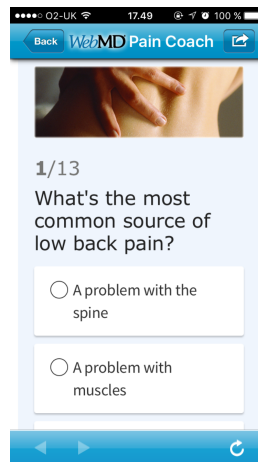 O2-UK 17.49 100 %
Back WebMD Pain Coach
1/13
What's the most
common source of
low back pain?
A problem with the
spine
A problem with
muscles